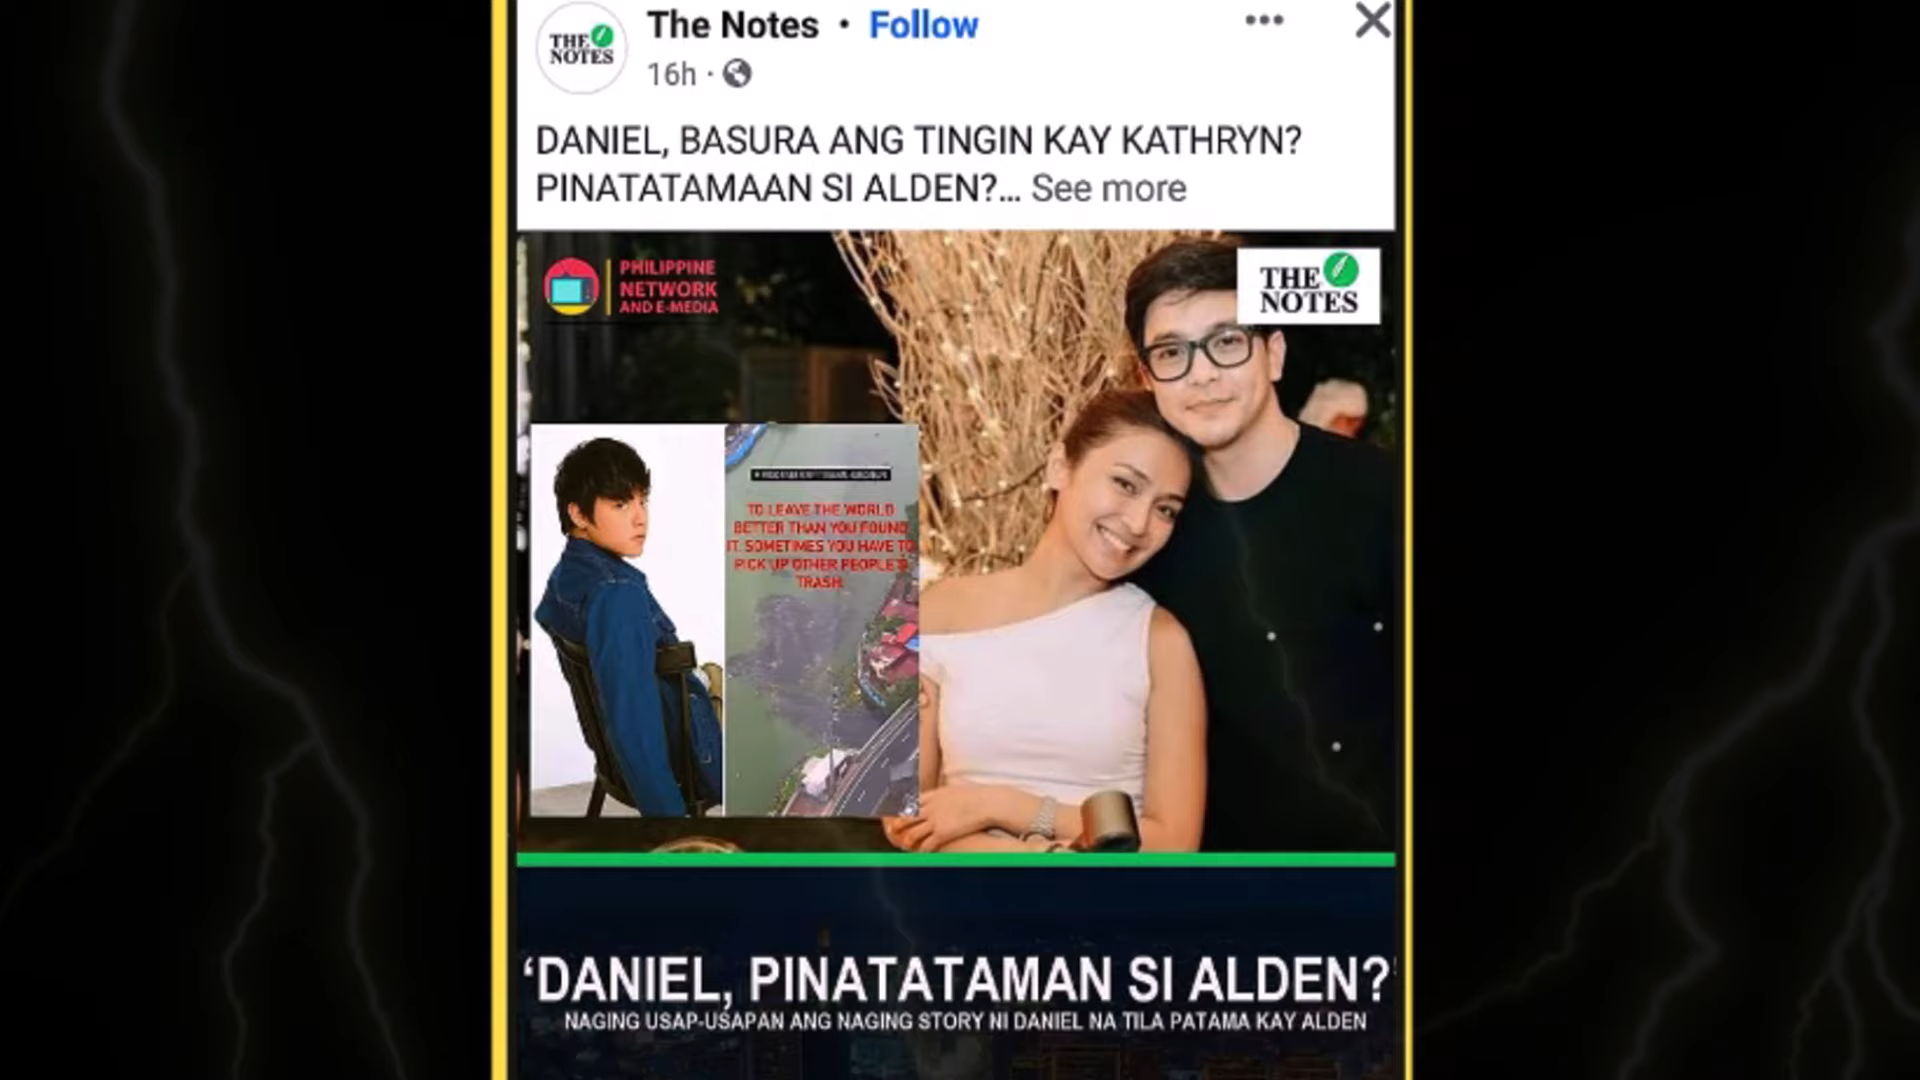 THE NOTES
The Notes • Follow
16h ·
DANIEL, BASURA ANG TINGIN KAY KATHRYN?
PINATATAMAAN SI ALDEN?... See more
PHILIPPINE
NETWORK
AND E-MEDIA
THE
NOTES
TO LEAVE THE WORLD
BETTER THAN YOU FOUND
IT. SOMETIMES YOU HAVE TO
PICK UP OTHER PEOPLE'S
TRASH.
‘DANIEL, PINATATAMAN SI ALDEN?’
NAGING USAP-USAPAN ANG NAGING STORY NI DANIEL NA TILA PATAMA KAY ALDEN